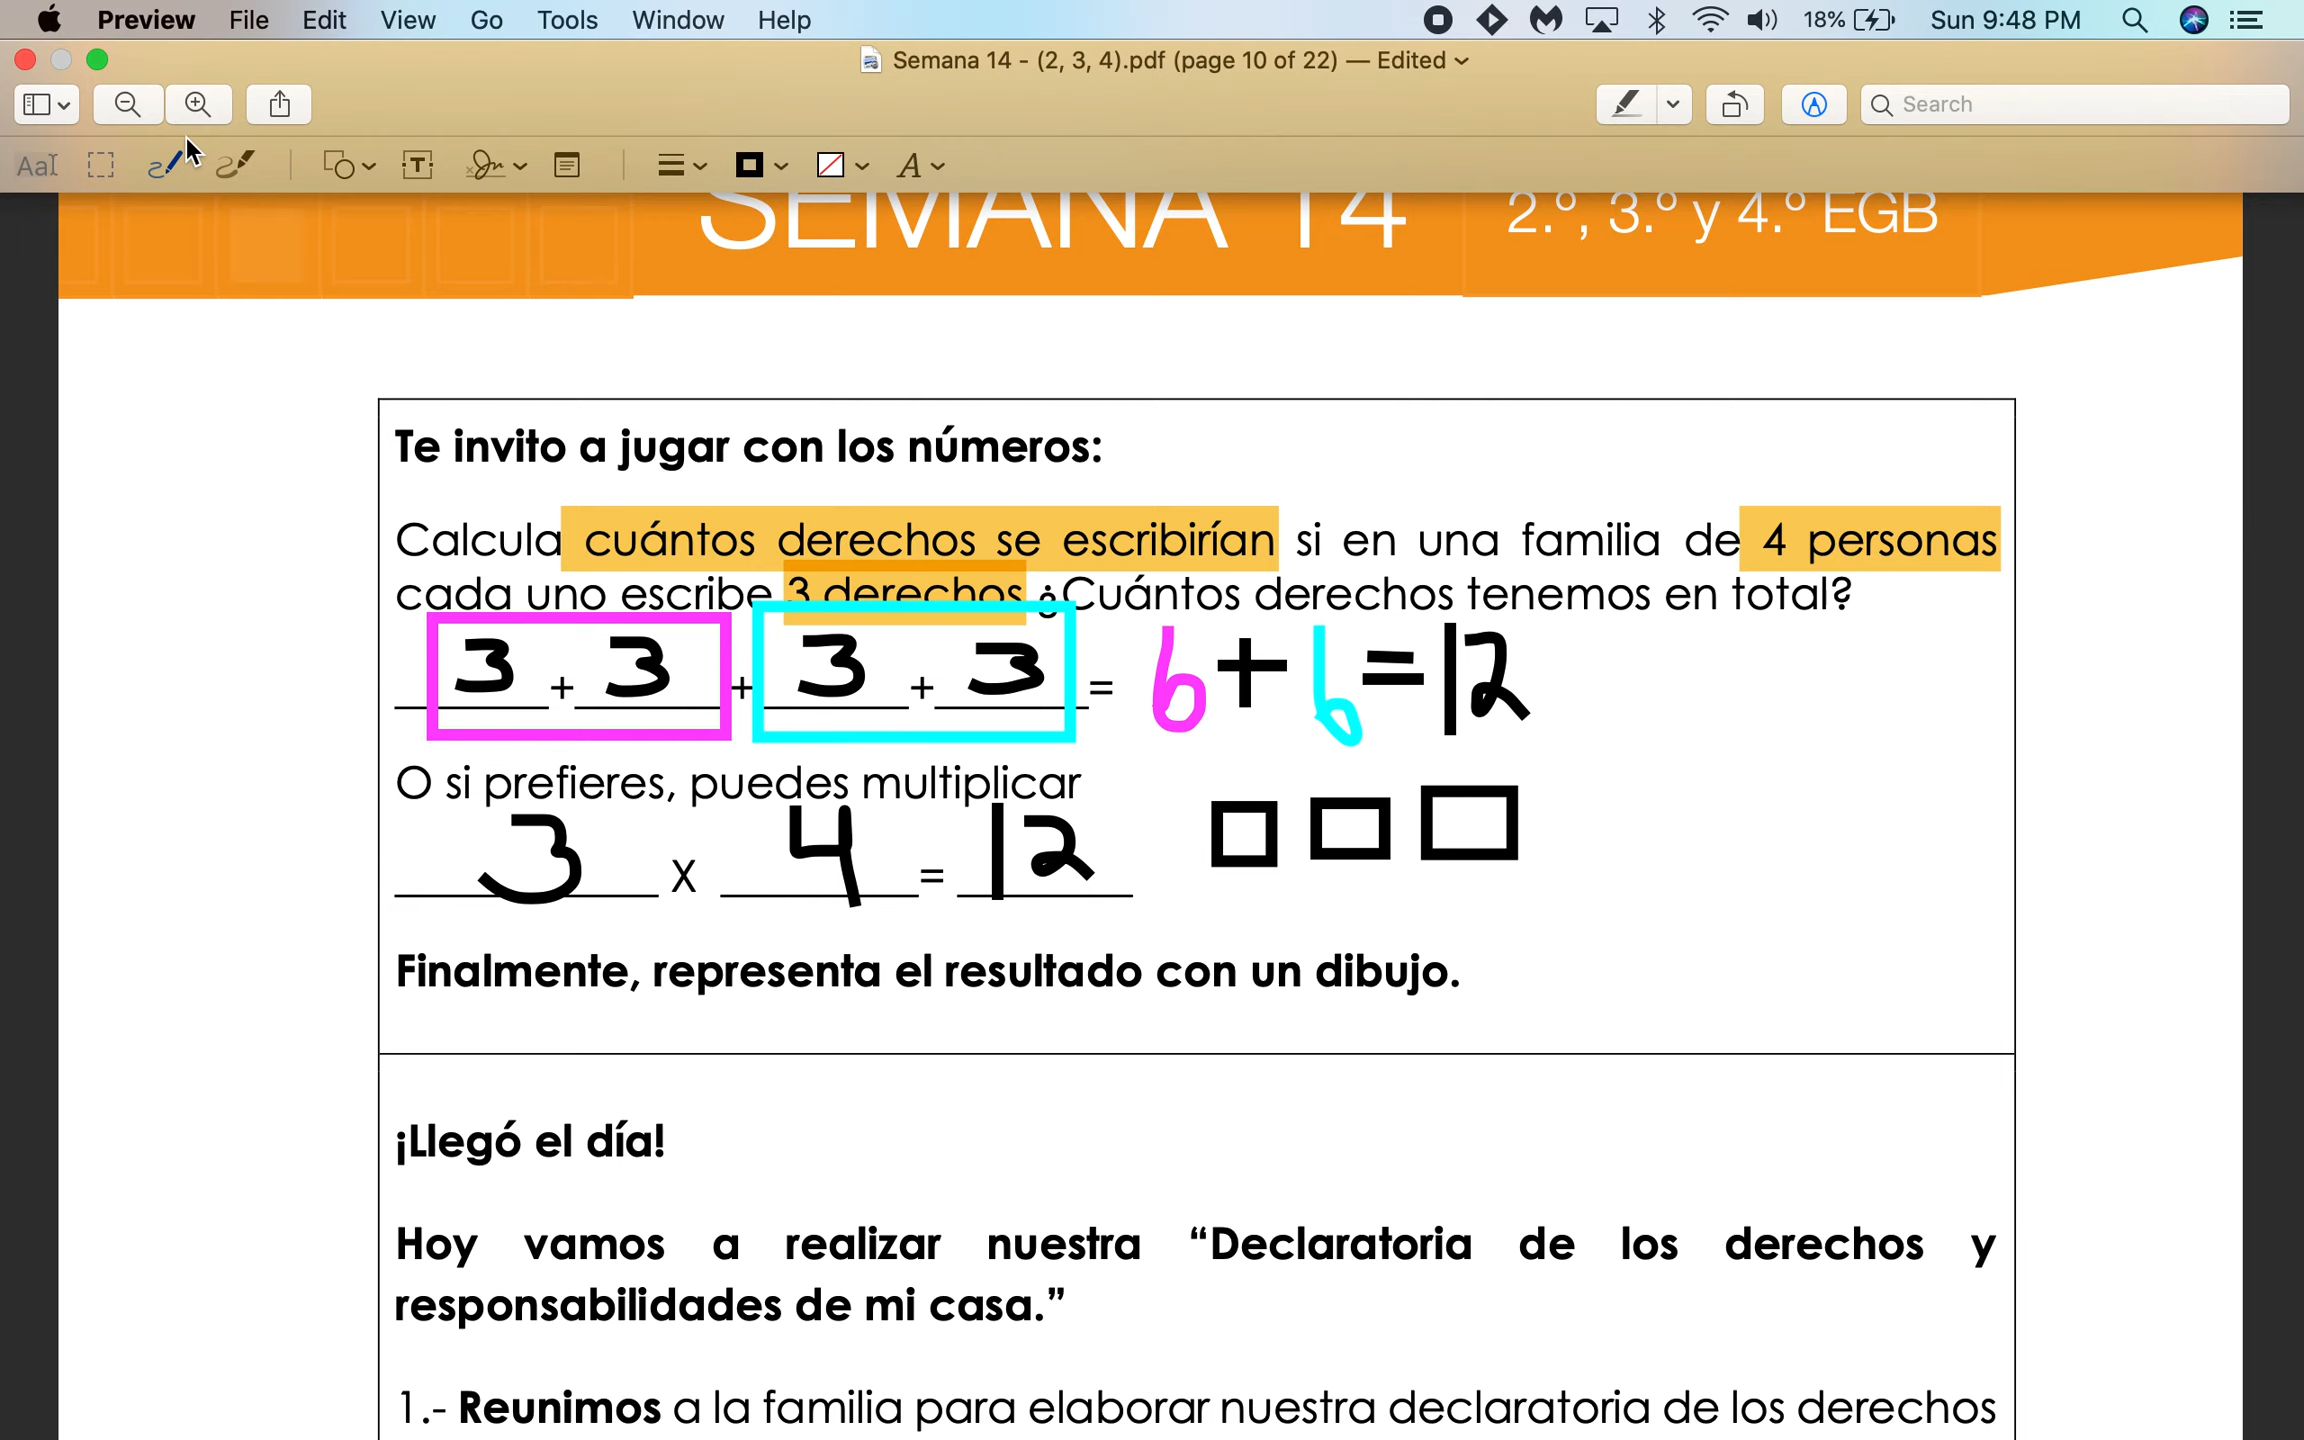 Preview File Edit View Go Tools Window Help 18% Sun 9:48 PM
Semana 14 - (2, 3, 4).pdf (page 10 of 22) — Edited
Search
AaI T A
SEMANA 14 2.º, 3.º y 4.º EGB
Te invito a jugar con los números:
Calcula cuántos derechos se escribirían si en una familia de 4 personas
cada uno escribe 3 derechos ¿Cuántos derechos tenemos en total?
3 + 3 + 3 + 3 = 6 + 6 = 12
O si prefieres, puedes multiplicar
3 X 4 = 12
Finalmente, representa el resultado con un dibujo.
¡Llegó el día!
Hoy vamos a realizar nuestra “Declaratoria de los derechos y
responsabilidades de mi casa.”
1.- Reunimos a la familia para elaborar nuestra declaratoria de los derechos